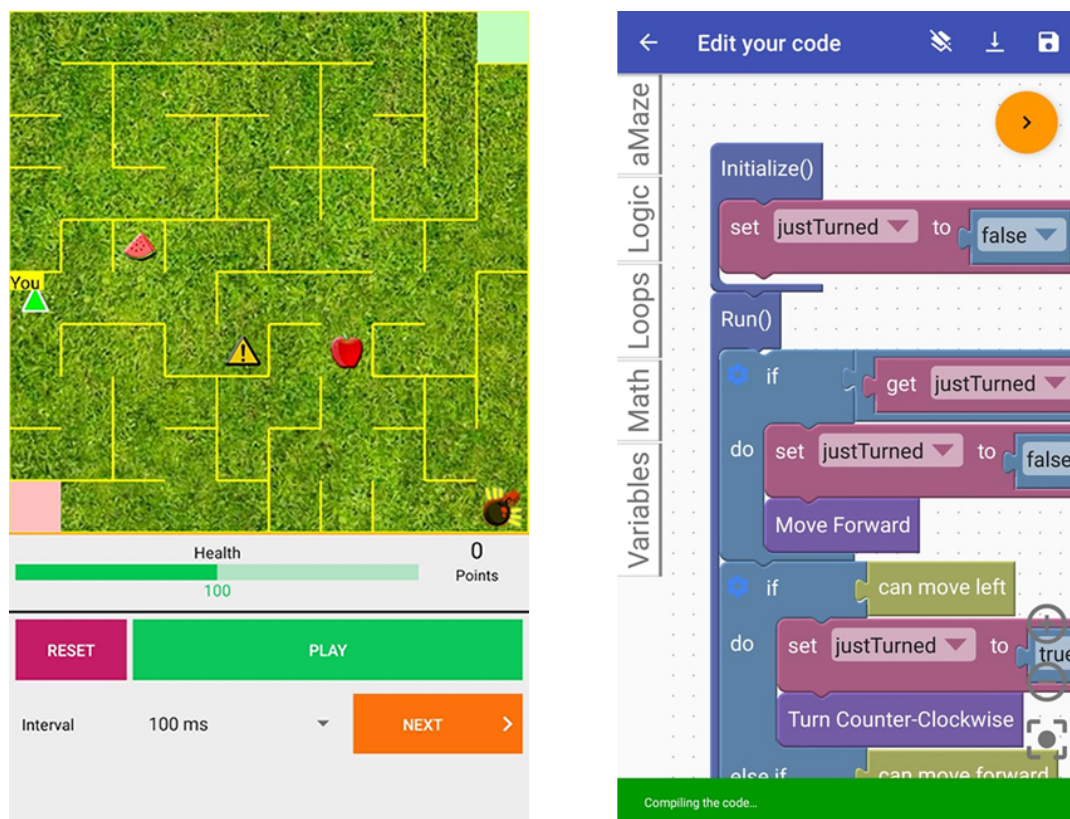 You
Health
0
Points
100
RESET
PLAY
Interval
100 ms
NEXT
Edit your code
aMaze
Logic
Loops
Math
Variables
Initialize()
set justTurned to false
Run()
if get justTurned
do set justTurned to false
Move Forward
if can move left
do set justTurned to true
Turn Counter-Clockwise
else if can move forward
Compiling the code...